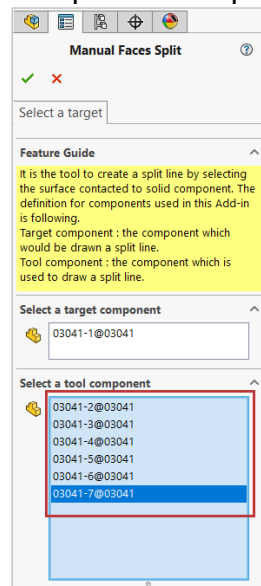 Manual Faces Split
Select a target
Feature Guide
It is the tool to create a split line by selecting
the surface contacted to solid component. The
definition for components used in this Add-in
is following.
Target component : the component which
would be drawn a split line.
Tool component : the component which is
used to draw a split line.
Select a target component
03041-1@03041
Select a tool component
03041-2@03041
03041-3@03041
03041-4@03041
03041-5@03041
03041-6@03041
03041-7@03041